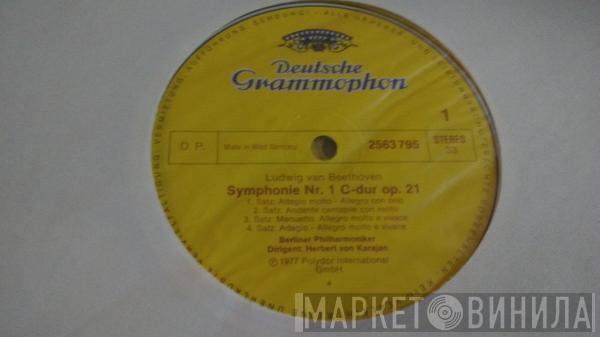 Deutsche
Grammophon
1
D. P.
Made in West Germany
2563 795
STEREO
33
Ludwig van Beethoven
Symphonie Nr. 1 C-dur op. 21
1. Satz: Adagio molto - Allegro con brio
2. Satz: Andante cantabile con moto
3. Satz: Menuetto. Allegro molto e vivace
4. Satz: Adagio - Allegro molto e vivace
Berliner Philharmoniker
Dirigent: Herbert von Karajan
Ⓟ 1977 Polydor International
GmbH
МАРКЕТ ВИНИЛА